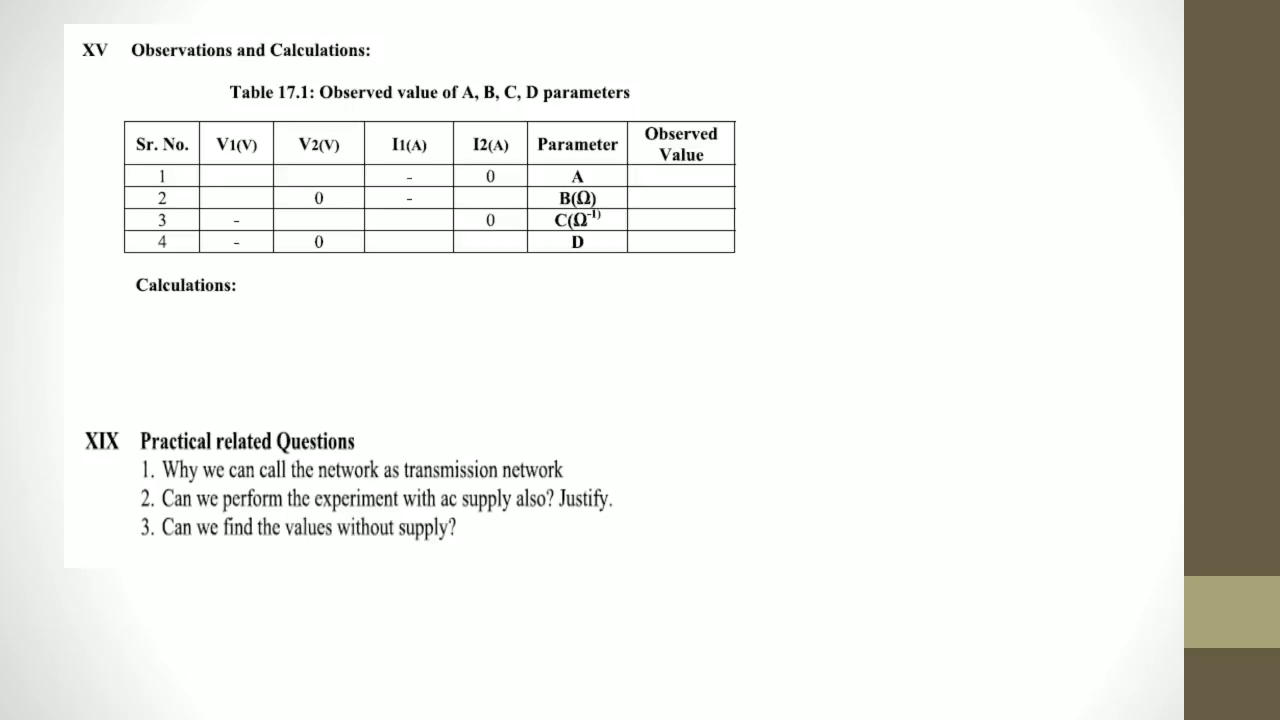 XV Observations and Calculations:
Table 17.1: Observed value of A, B, C, D parameters
Sr. No. V1(V) V2(V) I1(A) I2(A) Parameter Observed Value
1 - 0 A
2 0 - B(Ω)
3 - 0 C(Ω⁻¹)
4 - 0 D
Calculations:
XIX Practical related Questions
1. Why we can call the network as transmission network
2. Can we perform the experiment with ac supply also? Justify.
3. Can we find the values without supply?